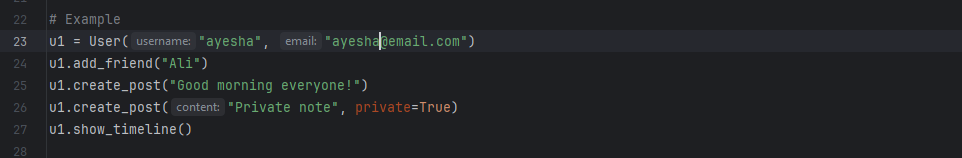 22 # Example
23 u1 = User( username: "ayesha", email: "ayesha@email.com")
24 u1.add_friend("Ali")
25 u1.create_post("Good morning everyone!")
26 u1.create_post( content: "Private note", private=True)
27 u1.show_timeline()
28